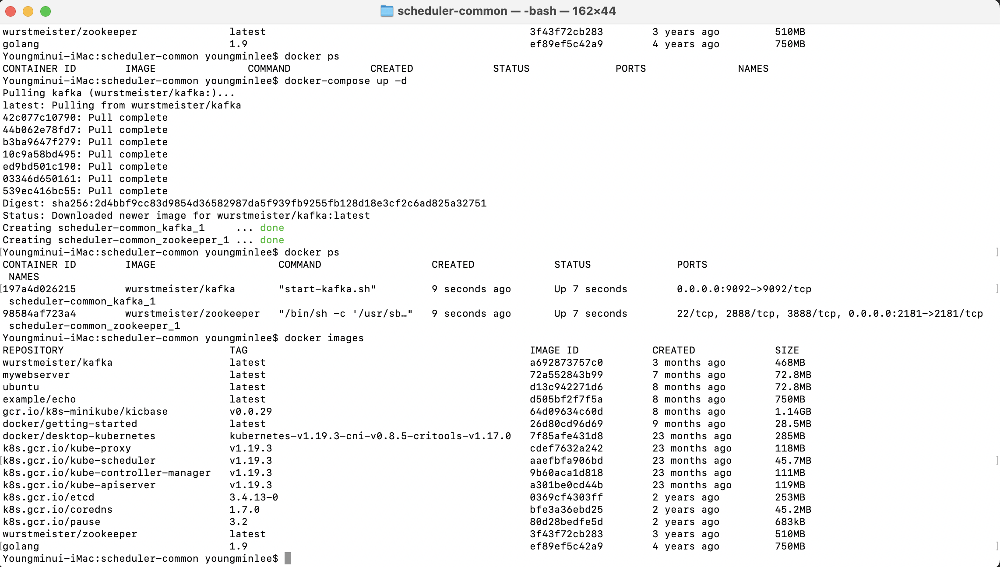 scheduler-common — -bash — 162×44
wurstmeister/zookeeper latest 3f43f72cb283 3 years ago 510MB
golang 1.9 ef89ef5c42a9 4 years ago 750MB
Youngminui-iMac:scheduler-common youngminlee$ docker ps
CONTAINER ID IMAGE COMMAND CREATED STATUS PORTS NAMES
Youngminui-iMac:scheduler-common youngminlee$ docker-compose up -d
Pulling kafka (wurstmeister/kafka:)...
latest: Pulling from wurstmeister/kafka
42c077c10790: Pull complete
44b062e78fd7: Pull complete
b3ba9647f279: Pull complete
10c9a58bd495: Pull complete
ed9bd501c190: Pull complete
03346d650161: Pull complete
539ec416bc55: Pull complete
Digest: sha256:2d4bbf9cc83d9854d36582987da5f939fb9255fb128d18e3cf2c6ad825a32751
Status: Downloaded newer image for wurstmeister/kafka:latest
Creating scheduler-common_kafka_1 ... done
Creating scheduler-common_zookeeper_1 ... done
[Youngminui-iMac:scheduler-common youngminlee$ docker ps ]
CONTAINER ID IMAGE COMMAND CREATED STATUS PORTS
NAMES
[197a4d026215 wurstmeister/kafka "start-kafka.sh" 9 seconds ago Up 7 seconds 0.0.0.0:9092->9092/tcp ]
scheduler-common_kafka_1
98584af723a4 wurstmeister/zookeeper "/bin/sh -c '/usr/sb…" 9 seconds ago Up 7 seconds 22/tcp, 2888/tcp, 3888/tcp, 0.0.0.0:2181->2181/tcp
scheduler-common_zookeeper_1
Youngminui-iMac:scheduler-common youngminlee$ docker images
REPOSITORY TAG IMAGE ID CREATED SIZE
wurstmeister/kafka latest a692873757c0 3 months ago 468MB
mywebserver latest 72a552843b99 7 months ago 72.8MB
ubuntu latest d13c942271d6 8 months ago 72.8MB
example/echo latest d505bf2f7f5a 8 months ago 750MB
gcr.io/k8s-minikube/kicbase v0.0.29 64d09634c60d 8 months ago 1.14GB
docker/getting-started latest 26d80cd96d69 9 months ago 28.5MB
docker/desktop-kubernetes kubernetes-v1.19.3-cni-v0.8.5-critools-v1.17.0 7f85afe431d8 23 months ago 285MB
k8s.gcr.io/kube-proxy v1.19.3 cdef7632a242 23 months ago 118MB
[k8s.gcr.io/kube-scheduler v1.19.3 aaefbfa906bd 23 months ago 45.7MB ]
k8s.gcr.io/kube-controller-manager v1.19.3 9b60aca1d818 23 months ago 111MB
k8s.gcr.io/kube-apiserver v1.19.3 a301be0cd44b 23 months ago 119MB
k8s.gcr.io/etcd 3.4.13-0 0369cf4303ff 2 years ago 253MB
k8s.gcr.io/coredns 1.7.0 bfe3a36ebd25 2 years ago 45.2MB
k8s.gcr.io/pause 3.2 80d28bedfe5d 2 years ago 683kB
wurstmeister/zookeeper latest 3f43f72cb283 3 years ago 510MB
[golang 1.9 ef89ef5c42a9 4 years ago 750MB ]
Youngminui-iMac:scheduler-common youngminlee$